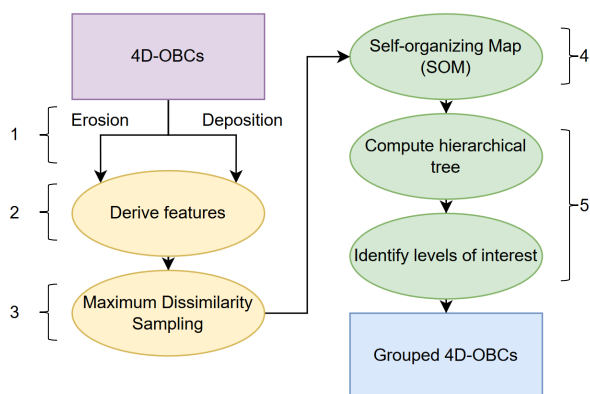 4D-OBCs
1
Erosion
Deposition
2
Derive features
3
Maximum Dissimilarity
Sampling
Self-organizing Map
(SOM)
4
Compute hierarchical
tree
5
Identify levels of interest
Grouped 4D-OBCs